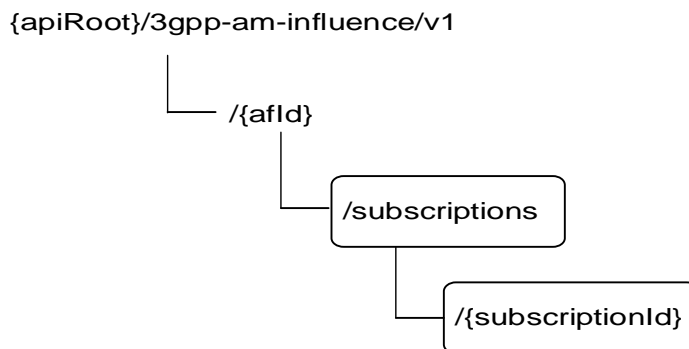 {apiRoot}/3gpp-am-influence/v1
/{afId}
/subscriptions
/{subscriptionId}